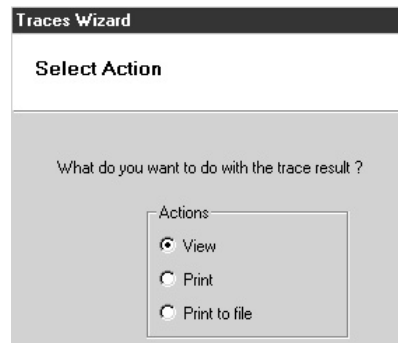 Traces Wizard
Select Action
What do you want to do with the trace result ?
Actions
View
Print
Print to file